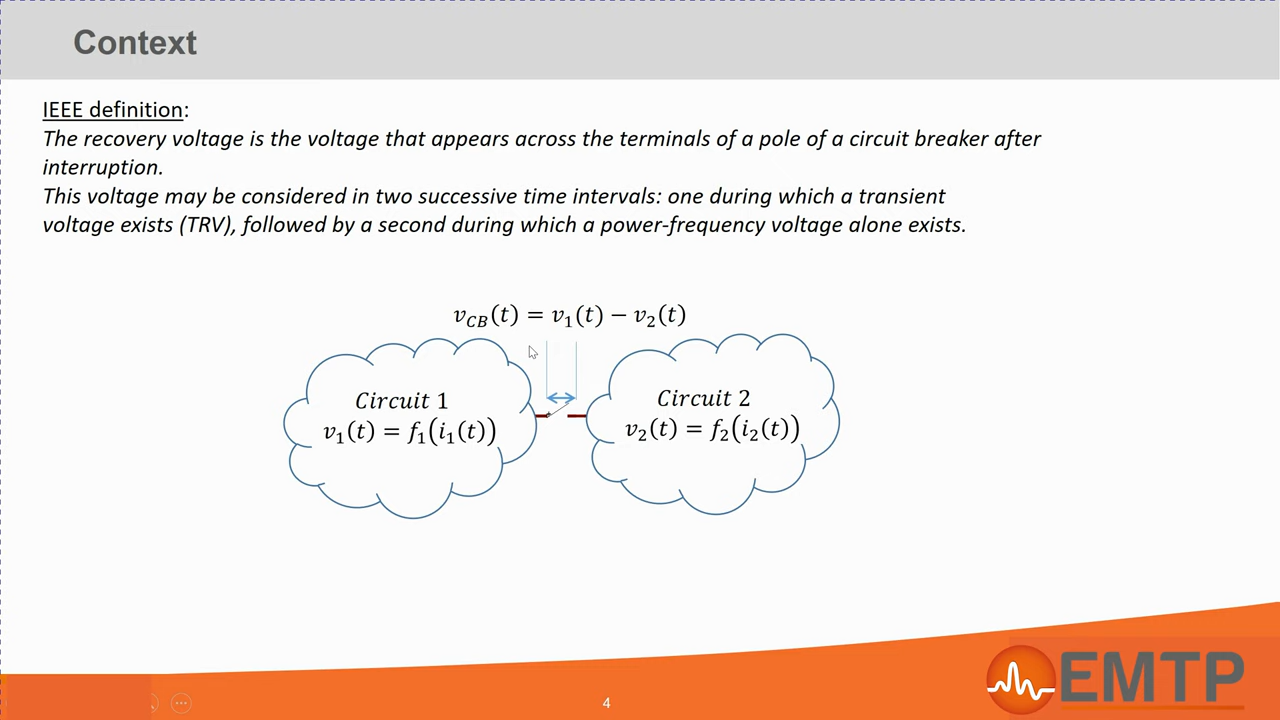 Context
IEEE definition:
The recovery voltage is the voltage that appears across the terminals of a pole of a circuit breaker after
interruption.
This voltage may be considered in two successive time intervals: one during which a transient
voltage exists (TRV), followed by a second during which a power-frequency voltage alone exists.
v_CB(t) = v_1(t) − v_2(t)
Circuit 1
v_1(t) = f_1(i_1(t))
Circuit 2
v_2(t) = f_2(i_2(t))
4
EMTP